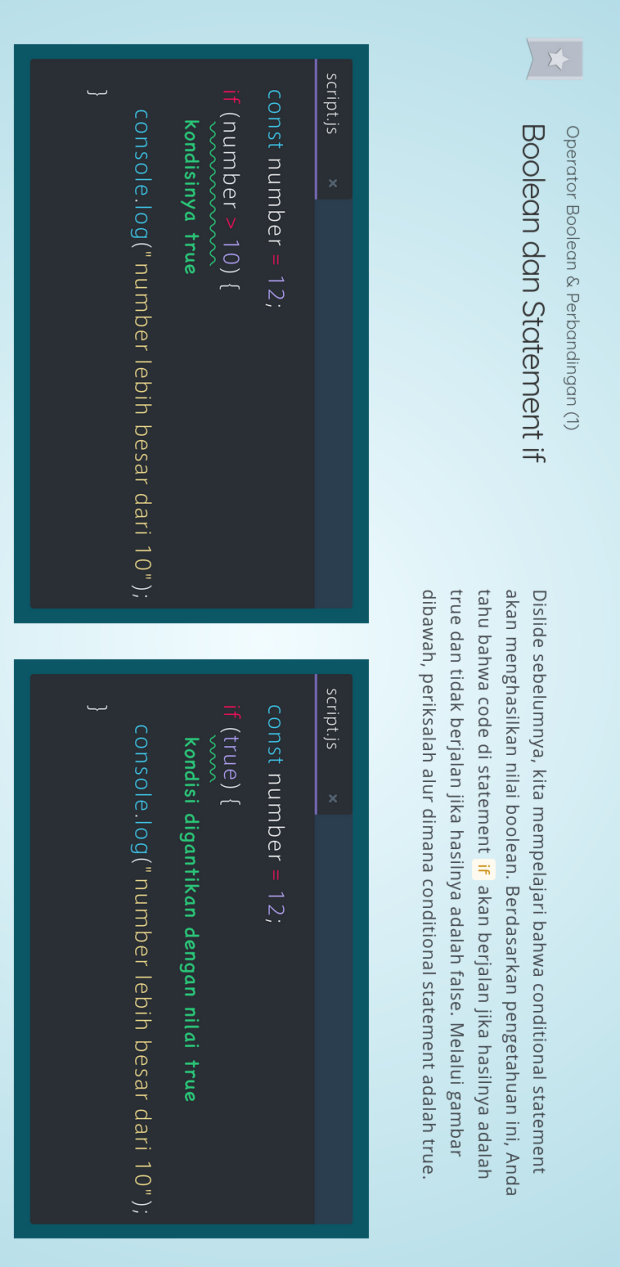 Operator Boolean & Perbandingan (1)
Boolean dan Statement if
Dislide sebelumnya, kita mempelajari bahwa conditional statement
akan menghasilkan nilai boolean. Berdasarkan pengetahuan ini, Anda
tahu bahwa code di statement if akan berjalan jika hasilnya adalah
true dan tidak berjalan jika hasilnya adalah false. Melalui gambar
dibawah, periksalah alur dimana conditional statement adalah true.
script.js ×
const number = 12;
if (number > 10) {
kondisinya true
console.log("number lebih besar dari 10");
}
script.js ×
const number = 12;
if (true) {
kondisi digantikan dengan nilai true
console.log("number lebih besar dari 10");
}